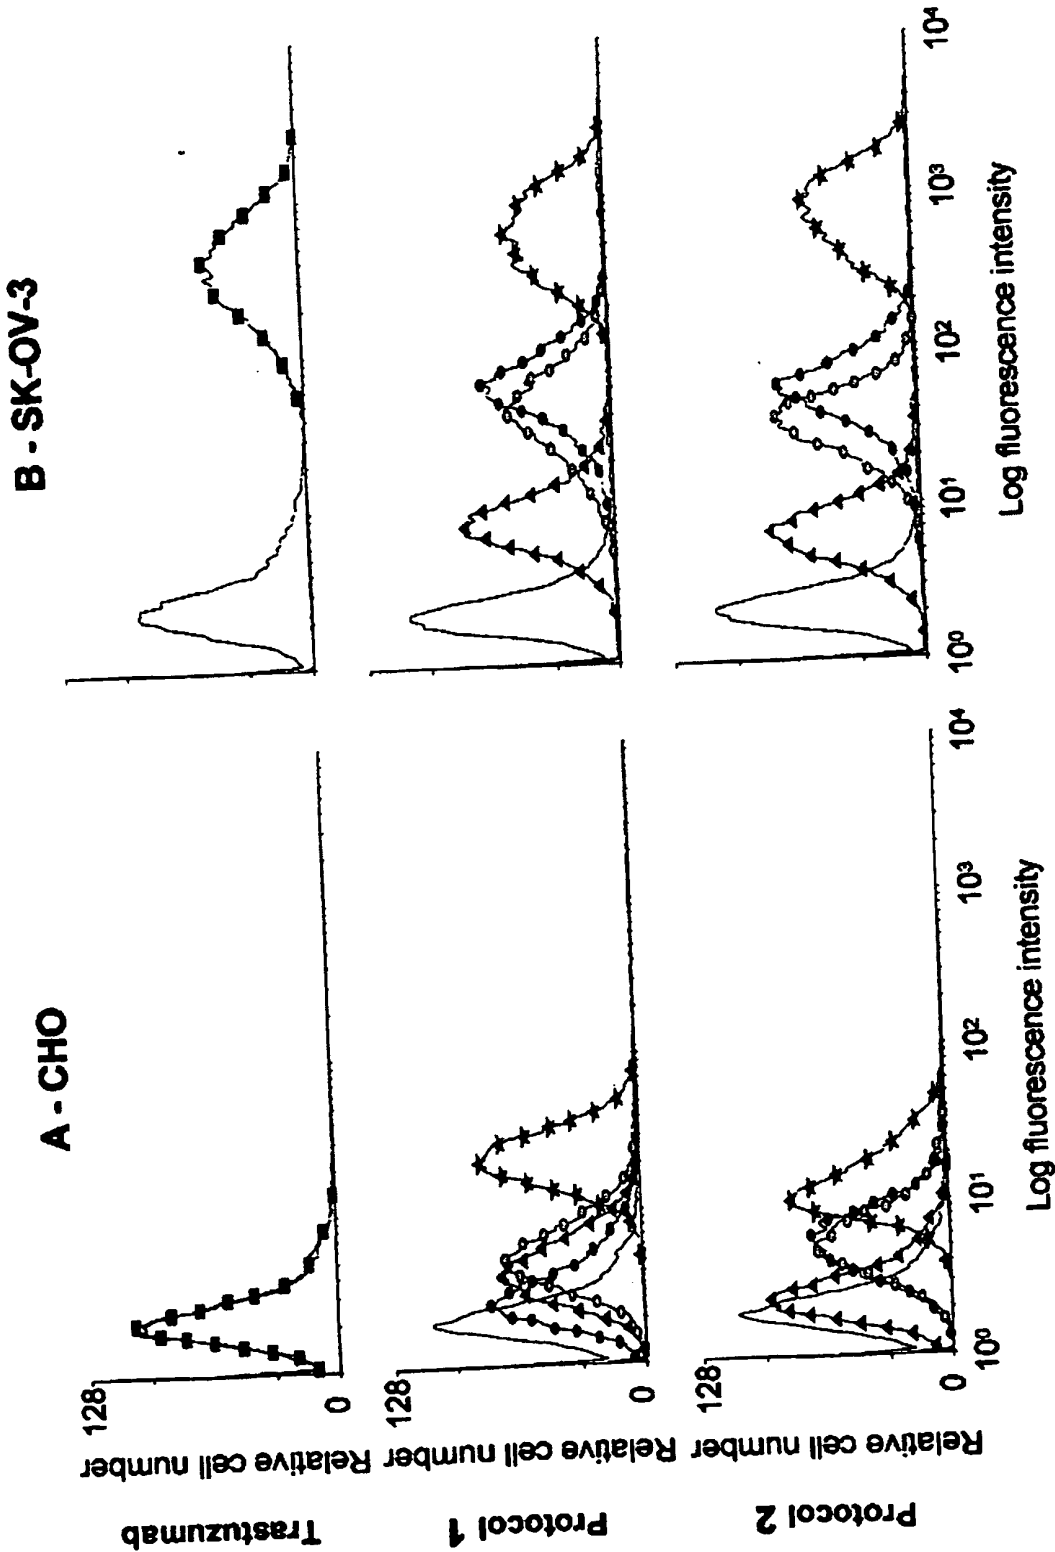 A - CHO
B - SK-OV-3
Trastuzumab
Relative cell number
128
0
Protocol 1
Relative cell number
128
0
Protocol 2
Relative cell number
128
0
10⁰
10¹
10²
10³
10⁴
10⁰
10¹
10²
10³
10⁴
Log fluorescence intensity
Log fluorescence intensity